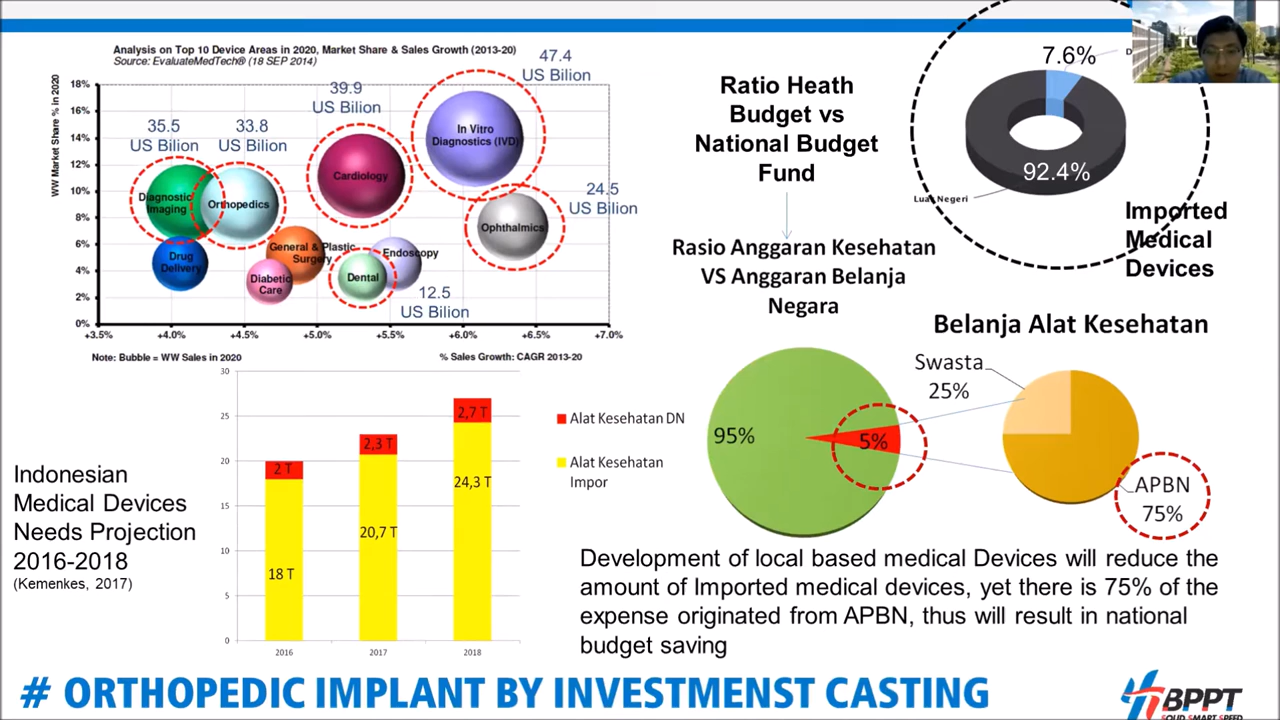 Analysis on Top 10 Device Areas in 2020, Market Share & Sales Growth (2013-20)
Source: EvaluateMedTech® (18 SEP 2014)
WW Market Share % in 2020
18%
16%
14%
12%
10%
8%
6%
4%
2%
0%
+3.5%
+4.0%
+4.5%
+5.0%
+5.5%
+6.0%
+6.5%
+7.0%
35.5
US Bilion
33.8
US Bilion
39.9
US Bilion
47.4
US Bilion
24.5
US Bilion
12.5
US Bilion
Diagnostic
Imaging
Orthopedics
Cardiology
In Vitro
Diagnostics (IVD)
Ophthalmics
Drug
Delivery
General & Plastic
Surgery
Diabetic
Care
Dental
Endoscopy
Note: Bubble = WW Sales in 2020
% Sales Growth: CAGR 2013-20
Ratio Heath
Budget vs
National Budget
Fund
Rasio Anggaran Kesehatan
VS Anggaran Belanja
Negara
7.6%
D
92.4%
Luar Negeri
Imported
Medical
Devices
TU
Belanja Alat Kesehatan
Swasta
25%
95%
5%
APBN
75%
Indonesian
Medical Devices
Needs Projection
2016-2018
(Kemenkes, 2017)
30
25
20
15
10
5
0
2 T
18 T
2,3 T
20,7 T
2,7 T
24,3 T
2016
2017
2018
Alat Kesehatan DN
Alat Kesehatan
Impor
Development of local based medical Devices will reduce the
amount of Imported medical devices, yet there is 75% of the
expense originated from APBN, thus will result in national
budget saving
# ORTHOPEDIC IMPLANT BY INVESTMENST CASTING
BPPT
SOLID SMART SPEED